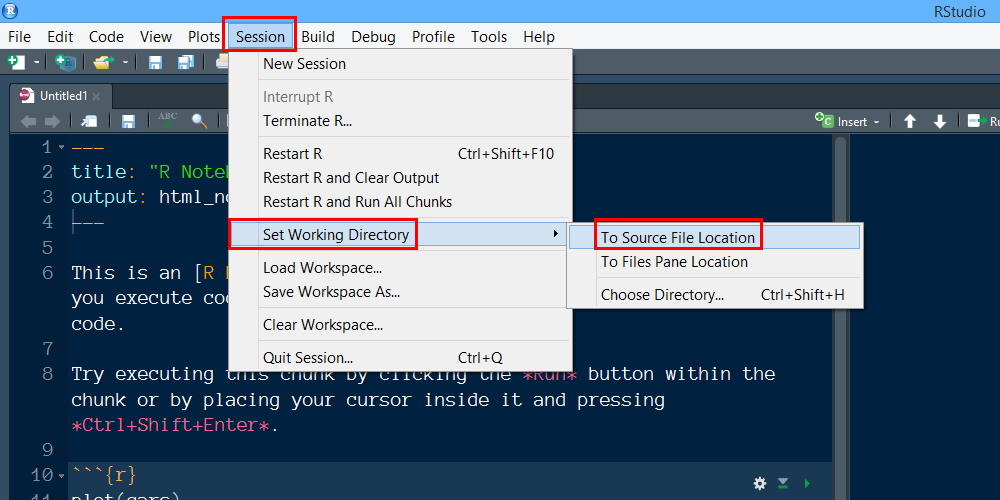 RStudio
File Edit Code View Plots Session Build Debug Profile Tools Help
New Session
Interrupt R
Terminate R...
Restart R Ctrl+Shift+F10
Restart R and Clear Output
Restart R and Run All Chunks
Set Working Directory
To Source File Location
To Files Pane Location
Choose Directory... Ctrl+Shift+H
Load Workspace...
Save Workspace As...
Clear Workspace...
Quit Session... Ctrl+Q
Untitled1
ABC
Insert
Ru
1 ---
2 title: "R Note
3 output: html_no
4 ---
5
6 This is an [R
you execute co
code.
7
8 Try executing this chunk by clicking the *Run* button within the
chunk or by placing your cursor inside it and pressing
*Ctrl+Shift+Enter*.
9
10 ```{r}
11 plot(cars)